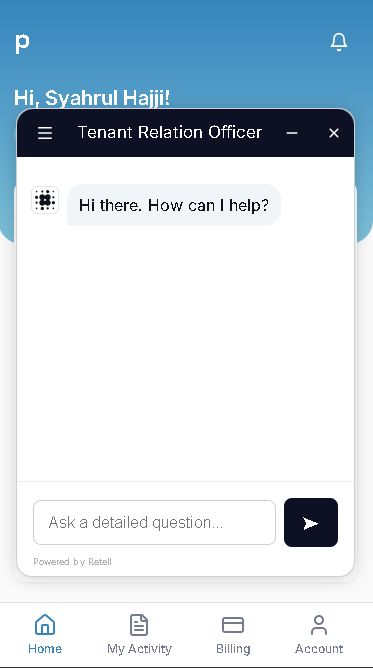 p
Hi, Syahrul Hajji!
Tenant Relation Officer
Hi there. How can I help?
Ask a detailed question...
Powered by Retell
Home
My Activity
Billing
Account